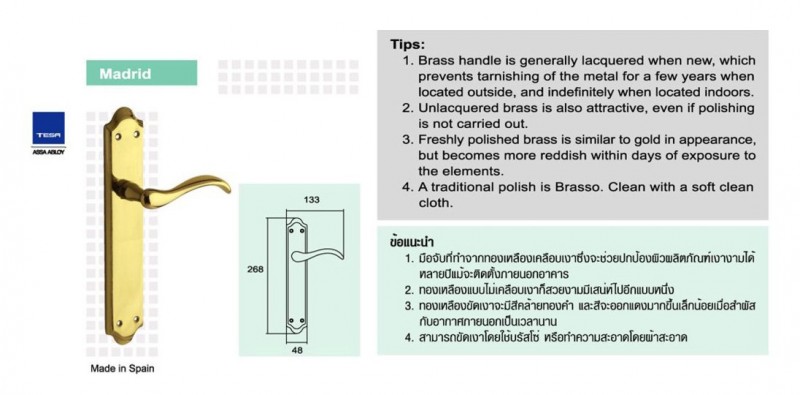 Madrid
TESA
ASSA ABLOY
Made in Spain
133
268
48
Tips:
1. Brass handle is generally lacquered when new, which
prevents tarnishing of the metal for a few years when
located outside, and indefinitely when located indoors.
2. Unlacquered brass is also attractive, even if polishing
is not carried out.
3. Freshly polished brass is similar to gold in appearance,
but becomes more reddish within days of exposure to
the elements.
4. A traditional polish is Brasso. Clean with a soft clean
cloth.
ข้อแนะนำ
1. มือจับที่ทำจากทองเหลืองเคลือบเงาซึ่งจะช่วยปกป้องผิวผลิตภัณฑ์เงางามได้
หลายปีแม้จะติดตั้งภายนอกอาคาร
2. ทองเหลืองแบบไม่เคลือบเงาก็สวยงามมีเสน่ห์ไปอีกแบบหนึ่ง
3. ทองเหลืองขัดเงาจะมีสีคล้ายทองคำ และสีจะออกแดงมากขึ้นเล็กน้อยเมื่อสัมผัส
กับอากาศภายนอกเป็นเวลานาน
4. สามารถขัดเงาโดยใช้บรัสโซ่ หรือทำความสะอาดโดยผ้าสะอาด